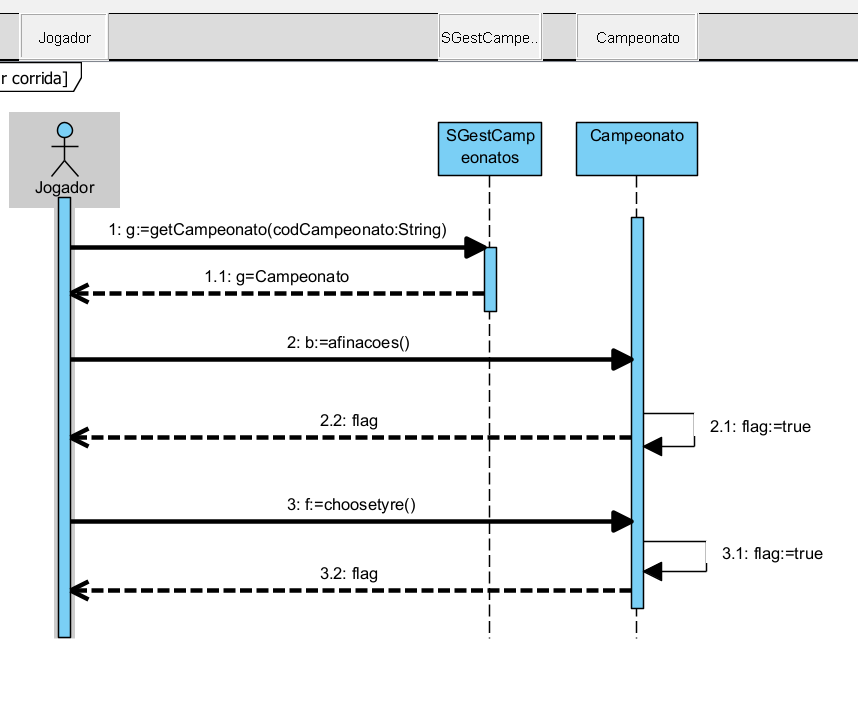 Jogador
SGestCampe..
Campeonato
r corrida]
Jogador
SGestCamp
eonatos
Campeonato
1: g:=getCampeonato(codCampeonato:String)
1.1: g=Campeonato
2: b:=afinacoes()
2.2: flag
2.1: flag:=true
3: f:=choosetyre()
3.1: flag:=true
3.2: flag